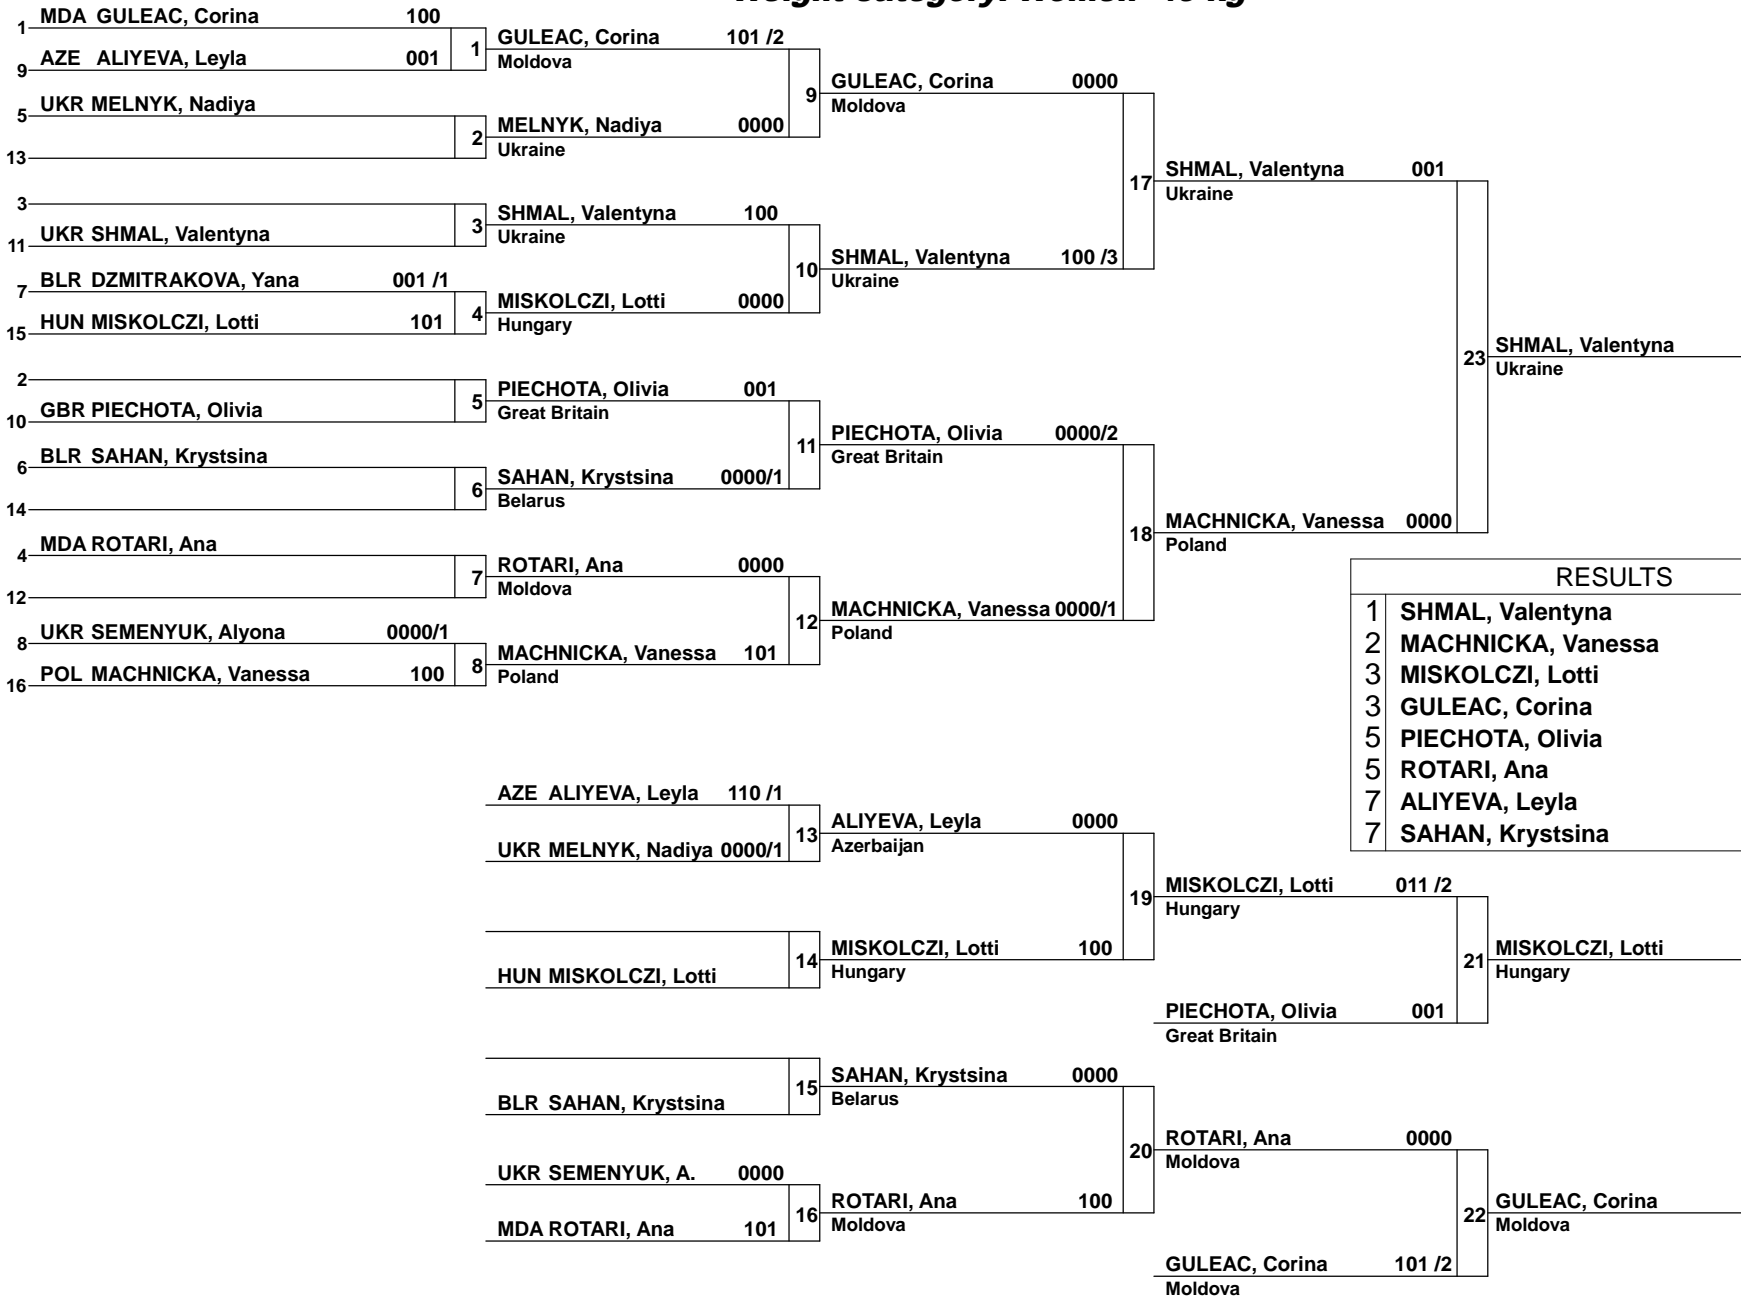 1 MDA GULEAC, Corina 100
9 AZE ALIYEVA, Leyla 001
1 GULEAC, Corina 101 /2
Moldova
5 UKR MELNYK, Nadiya
13
2 MELNYK, Nadiya 0000
Ukraine
9 GULEAC, Corina 0000
Moldova
3
11 UKR SHMAL, Valentyna
3 SHMAL, Valentyna 100
Ukraine
7 BLR DZMITRAKOVA, Yana 001 /1
15 HUN MISKOLCZI, Lotti 101
4 MISKOLCZI, Lotti 0000
Hungary
10 SHMAL, Valentyna 100 /3
Ukraine
17 SHMAL, Valentyna 001
Ukraine
2
10 GBR PIECHOTA, Olivia
5 PIECHOTA, Olivia 001
Great Britain
6 BLR SAHAN, Krystsina
14
6 SAHAN, Krystsina 0000/1
Belarus
11 PIECHOTA, Olivia 0000/2
Great Britain
4 MDA ROTARI, Ana
12
7 ROTARI, Ana 0000
Moldova
8 UKR SEMENYUK, Alyona 0000/1
16 POL MACHNICKA, Vanessa 100
8 MACHNICKA, Vanessa 101
Poland
12 MACHNICKA, Vanessa 0000/1
Poland
18 MACHNICKA, Vanessa 0000
Poland
23 SHMAL, Valentyna
Ukraine
RESULTS
1 SHMAL, Valentyna
2 MACHNICKA, Vanessa
3 MISKOLCZI, Lotti
3 GULEAC, Corina
5 PIECHOTA, Olivia
5 ROTARI, Ana
7 ALIYEVA, Leyla
7 SAHAN, Krystsina
AZE ALIYEVA, Leyla 110 /1
UKR MELNYK, Nadiya 0000/1
13 ALIYEVA, Leyla 0000
Azerbaijan
HUN MISKOLCZI, Lotti
14 MISKOLCZI, Lotti 100
Hungary
19 MISKOLCZI, Lotti 011 /2
Hungary
PIECHOTA, Olivia 001
Great Britain
21 MISKOLCZI, Lotti
Hungary
BLR SAHAN, Krystsina
15 SAHAN, Krystsina 0000
Belarus
UKR SEMENYUK, A. 0000
MDA ROTARI, Ana 101
16 ROTARI, Ana 100
Moldova
20 ROTARI, Ana 0000
Moldova
GULEAC, Corina 101 /2
Moldova
22 GULEAC, Corina
Moldova